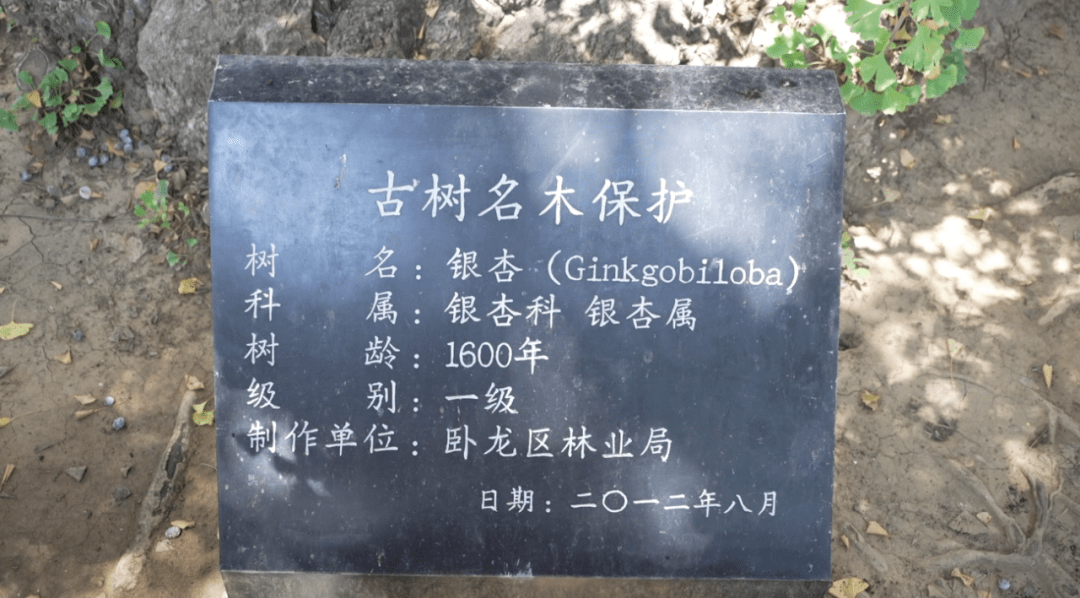 古树名木保护
树 名：银杏（Ginkgobiloba）
科 属：银杏科 银杏属
树 龄：1600年
级 别：一级
制作单位：卧龙区林业局
日期：二〇一二年八月